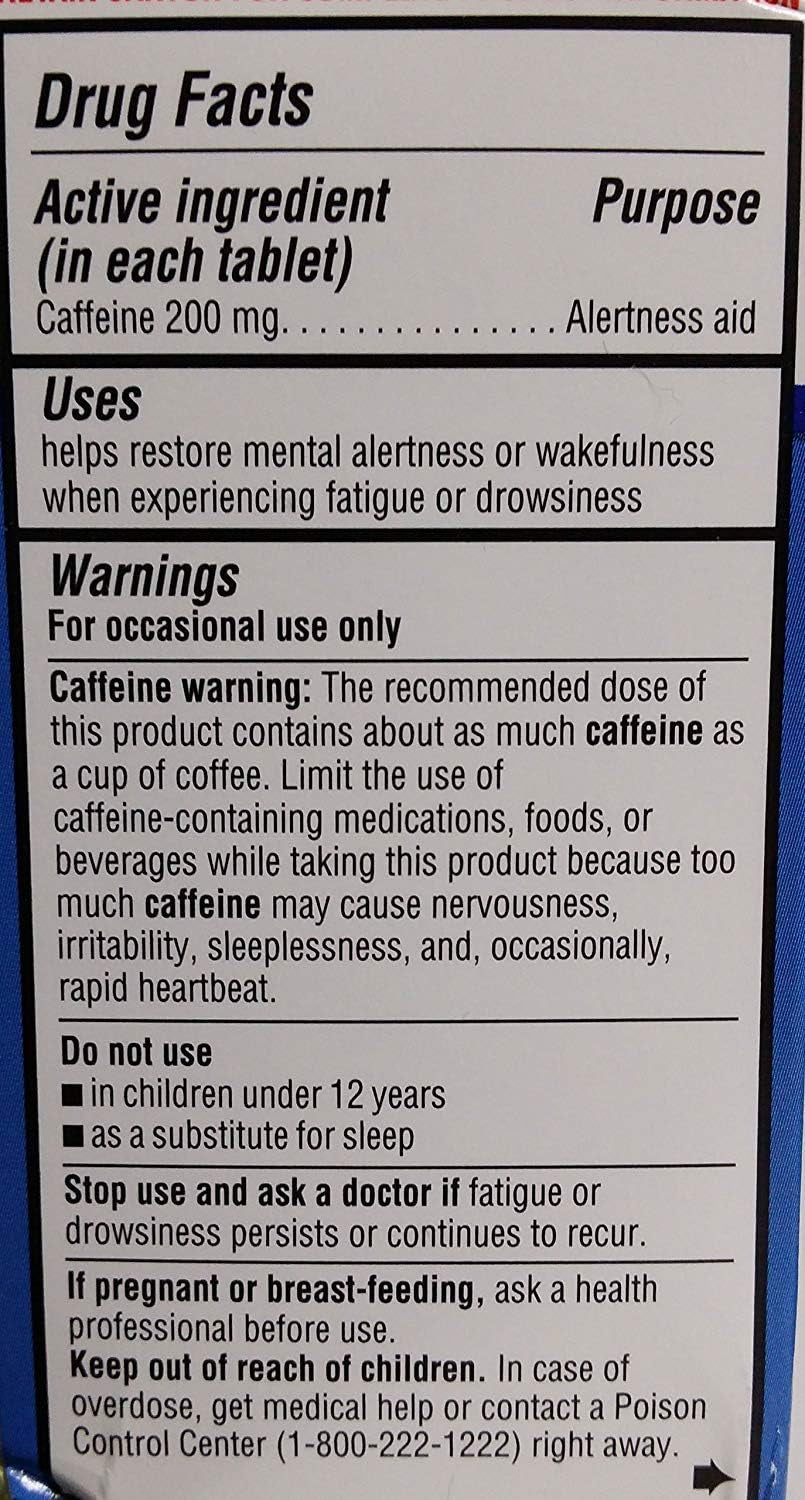 Drug Facts
Active ingredient Purpose
(in each tablet)
Caffeine 200 mg. . . . . . . . . . . . . . . . Alertness aid
Uses
helps restore mental alertness or wakefulness
when experiencing fatigue or drowsiness
Warnings
For occasional use only
Caffeine warning: The recommended dose of
this product contains about as much caffeine as
a cup of coffee. Limit the use of
caffeine-containing medications, foods, or
beverages while taking this product because too
much caffeine may cause nervousness,
irritability, sleeplessness, and, occasionally,
rapid heartbeat.
Do not use
■ in children under 12 years
■ as a substitute for sleep
Stop use and ask a doctor if fatigue or
drowsiness persists or continues to recur.
If pregnant or breast-feeding, ask a health
professional before use.
Keep out of reach of children. In case of
overdose, get medical help or contact a Poison
Control Center (1-800-222-1222) right away.